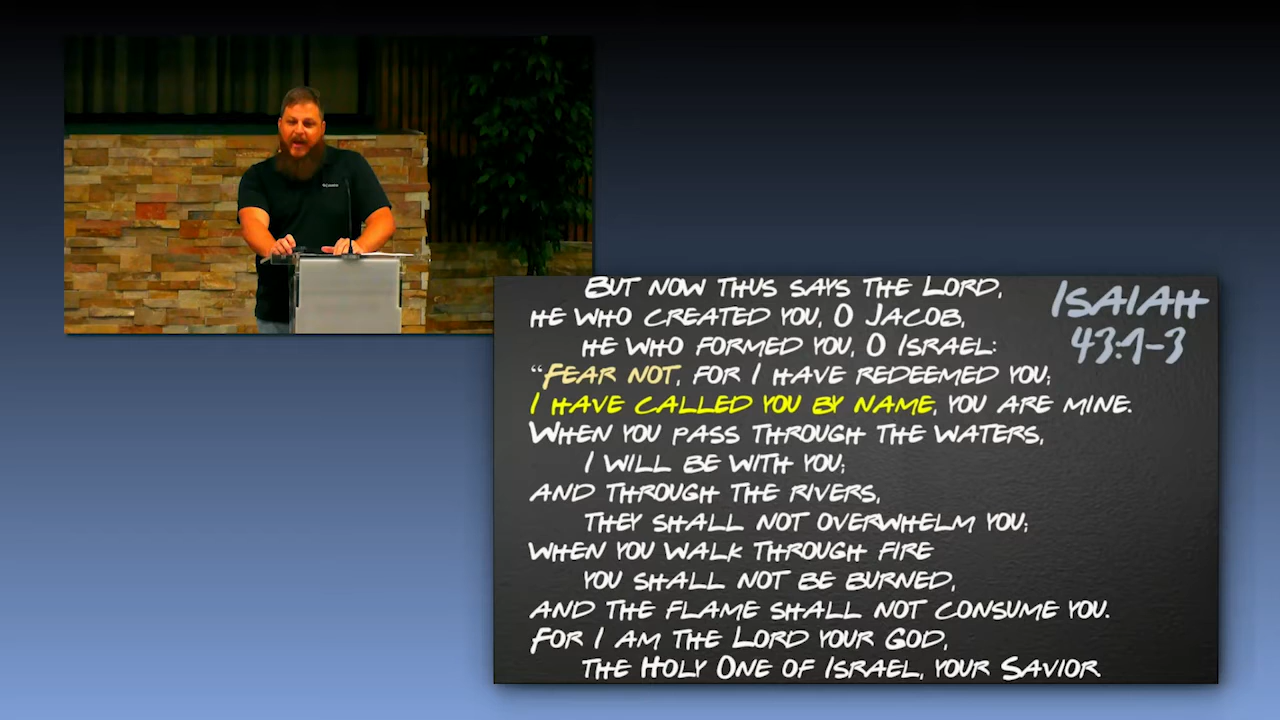 But now thus says the Lord,
he who created you, O Jacob,
he who formed you, O Israel:
“Fear not, for I have redeemed you;
I have called you by name, you are mine.
When you pass through the waters,
I will be with you;
and through the rivers,
they shall not overwhelm you;
when you walk through fire
you shall not be burned,
and the flame shall not consume you.
For I am the Lord your God,
the Holy One of Israel, your Savior.
Isaiah
43:1-3